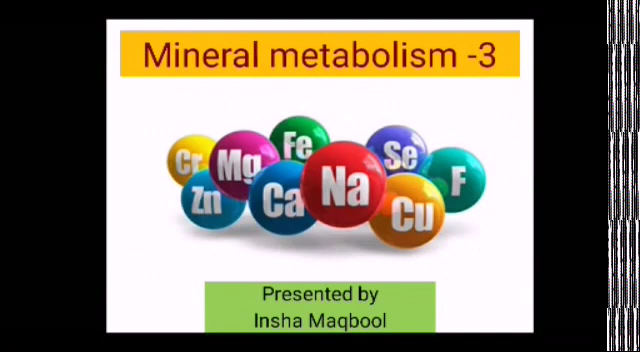 Mineral metabolism -3
Cr Mg Fe Se F
Zn Ca Na Cu
Presented by
Insha Maqbool